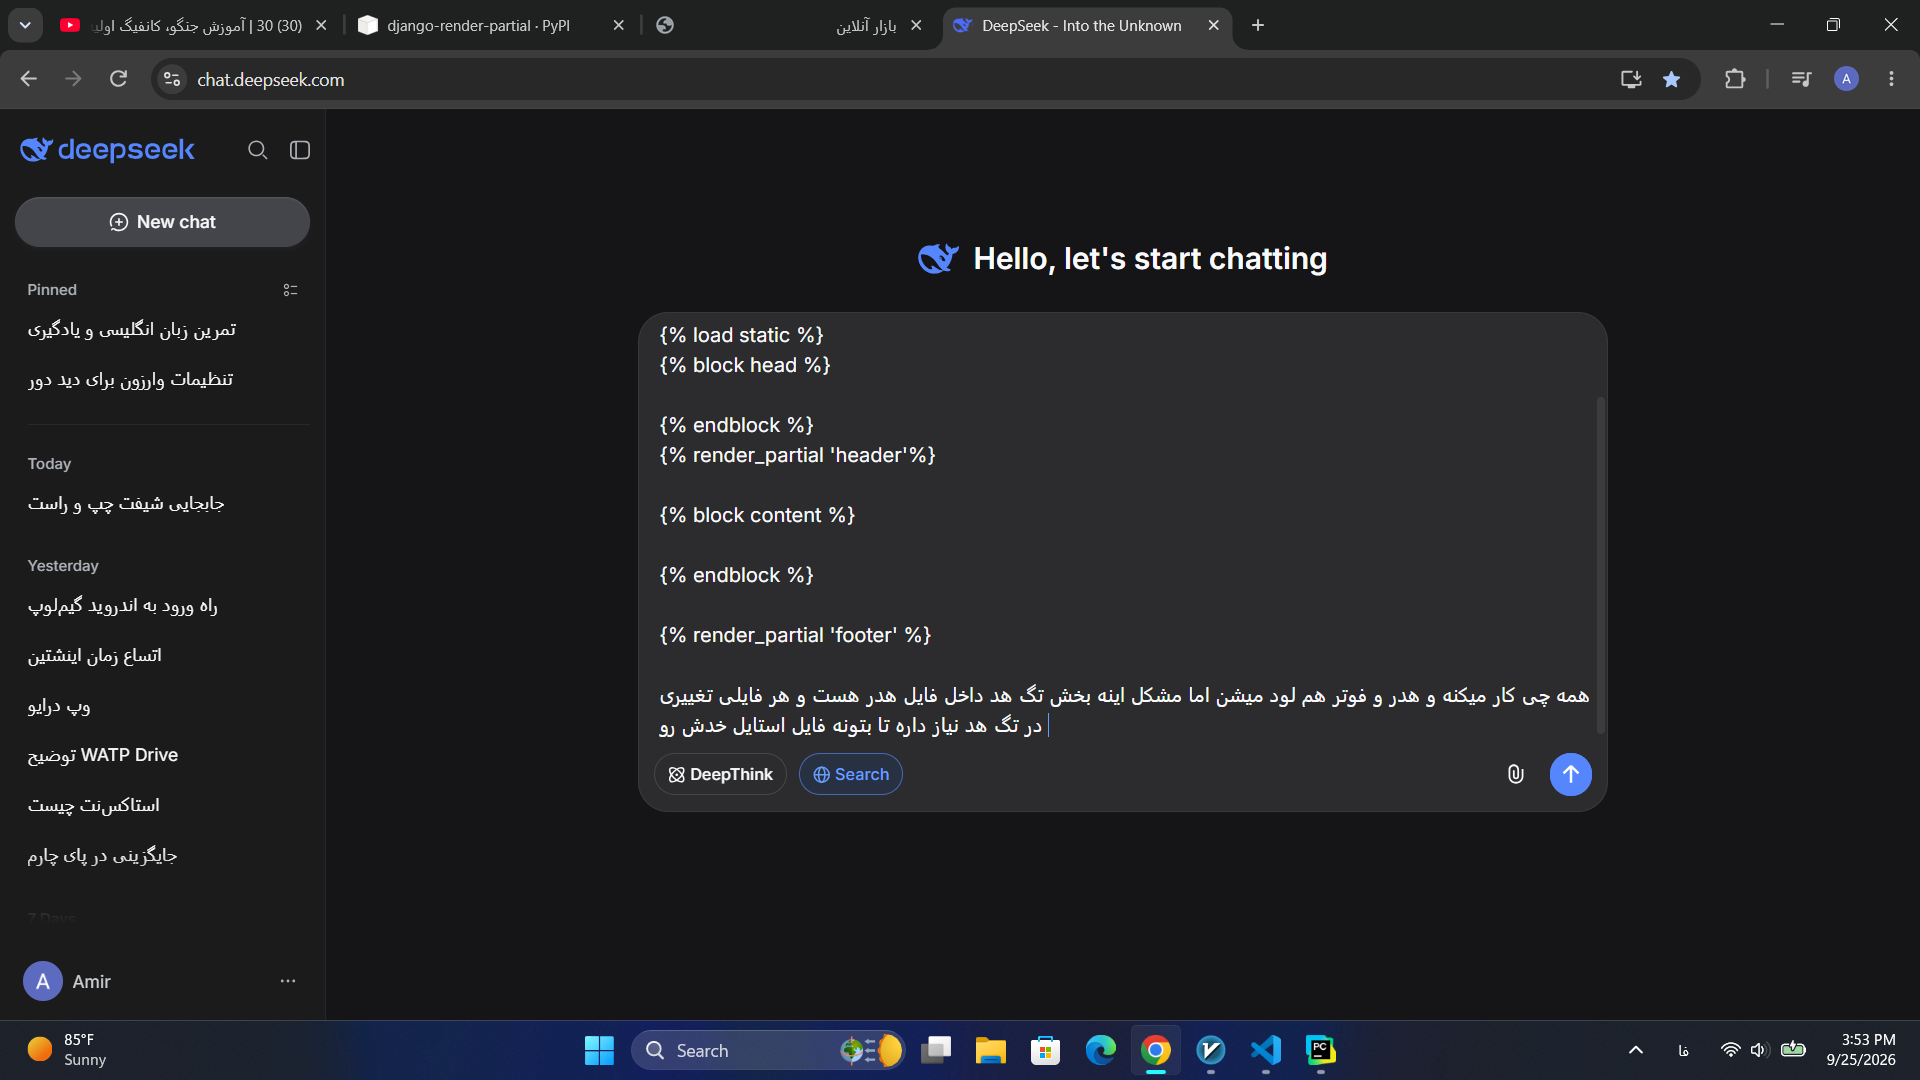 (30) 30 | آموزش جنگو، کانفیگ اولیه
django-render-partial · PyPI
بازار آنلاین
DeepSeek - Into the Unknown
chat.deepseek.com
A
deepseek
New chat
Pinned
تمرین زبان انگلیسی و یادگیری
تنظیمات وارزون برای دید دور
Today
جابجایی شیفت چپ و راست
Yesterday
راه ورود به اندروید گیم‌لوپ
اتساع زمان اینشتین
وپ درایو
توضیح WATP Drive
استاکس‌نت چیست
جایگزینی در پای چارم
7 Days
A
Amir
Hello, let's start chatting
{% load static %}
{% block head %}
{% endblock %}
{% render_partial 'header'%}
{% block content %}
{% endblock %}
{% render_partial 'footer' %}
همه چی کار میکنه و هدر و فوتر هم لود میشن اما مشکل اینه بخش تگ هد داخل فایل هدر هست و هر فایلی تغییری
در تگ هد نیاز داره تا بتونه فایل استایل خدش رو
DeepThink
Search
85°F
Sunny
Search
PC
فا
3:53 PM
9/25/2026